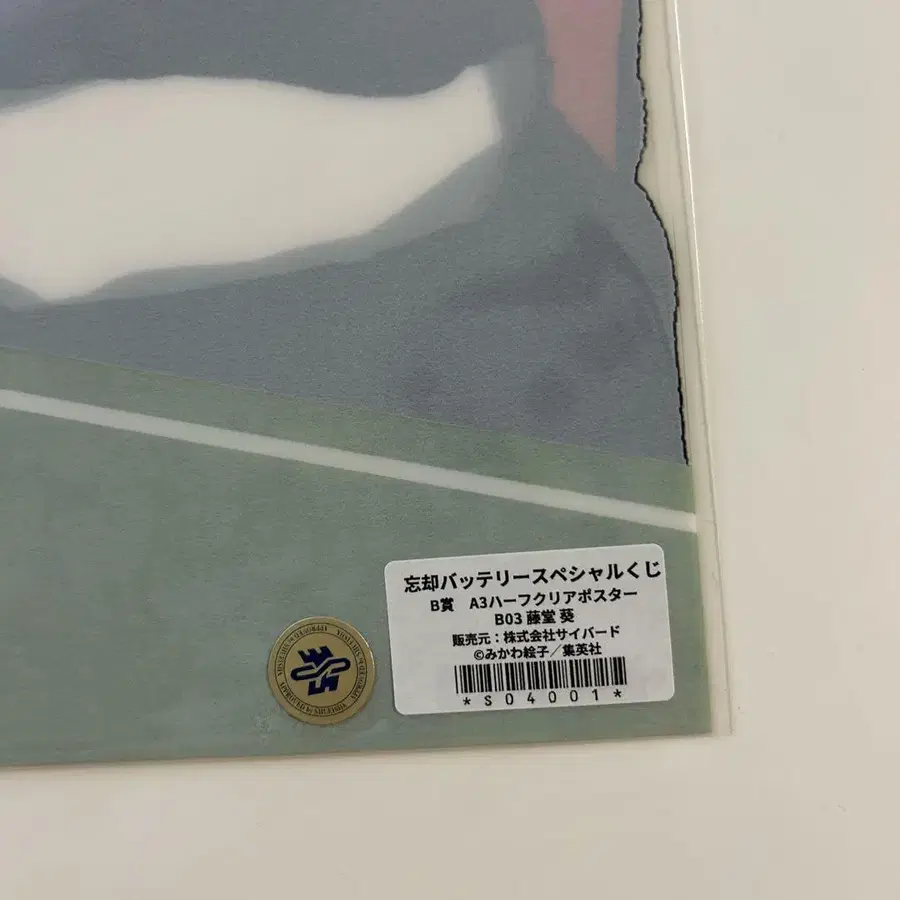 忘却バッテリースペシャルくじ
B賞　A3ハーフクリアポスター
B03 藤堂 葵
販売元：株式会社サイバード
©みかわ絵子／集英社
*S04001*